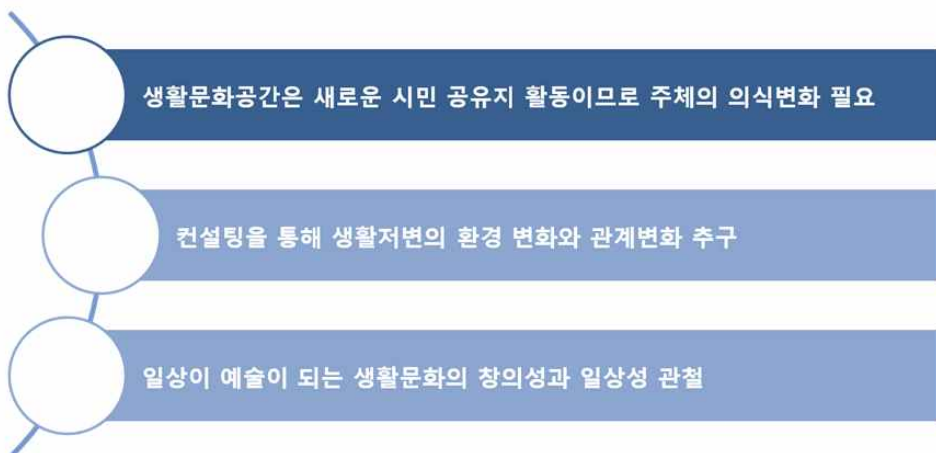 생활문화공간은 새로운 시민 공유지 활동이므로 주체의 의식변화 필요
컨설팅을 통해 생활저변의 환경 변화와 관계변화 추구
일상이 예술이 되는 생활문화의 창의성과 일상성 관철